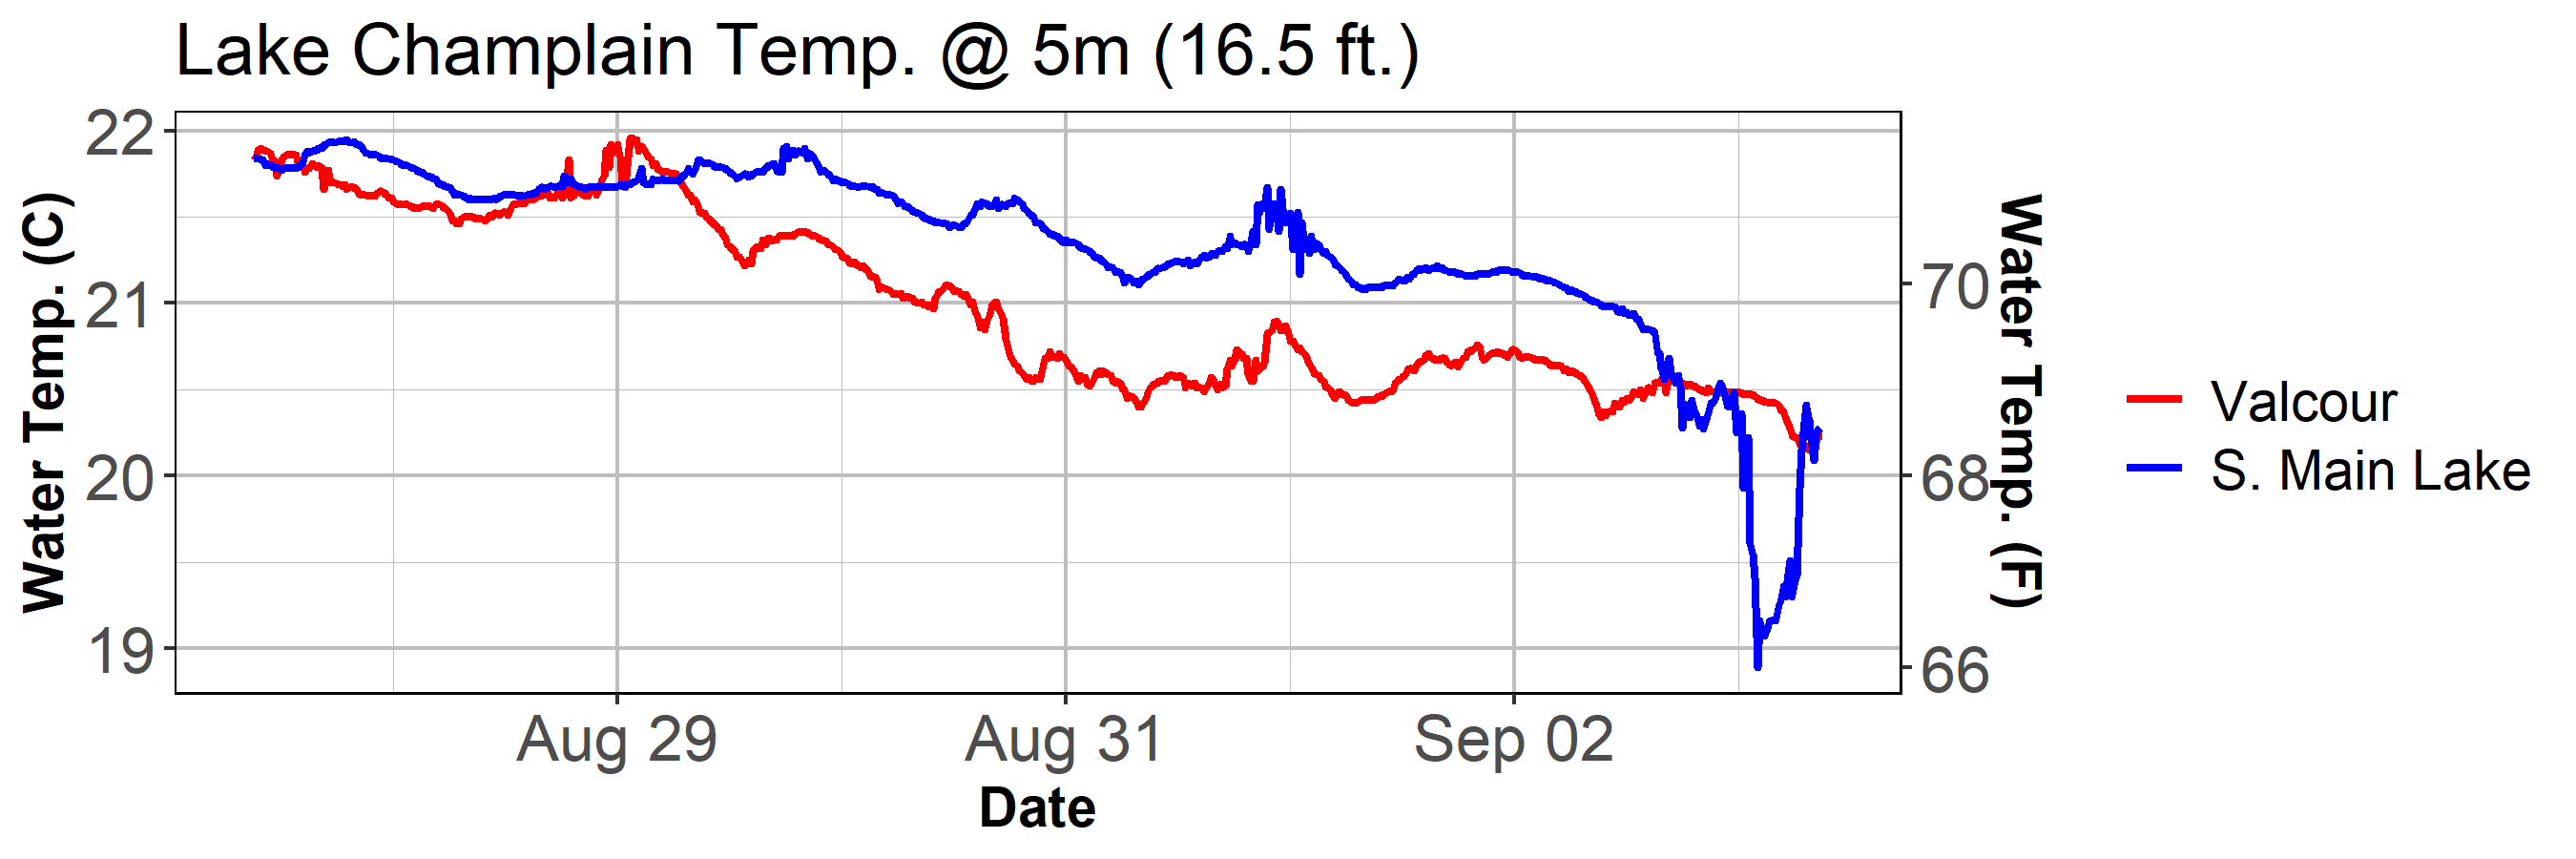 Lake Champlain Temp. @ 5m (16.5 ft.)
Water Temp. (C)
22
21
20
19
70
68
66
Water Temp. (F)
Aug 29
Aug 31
Sep 02
Date
Valcour
S. Main Lake